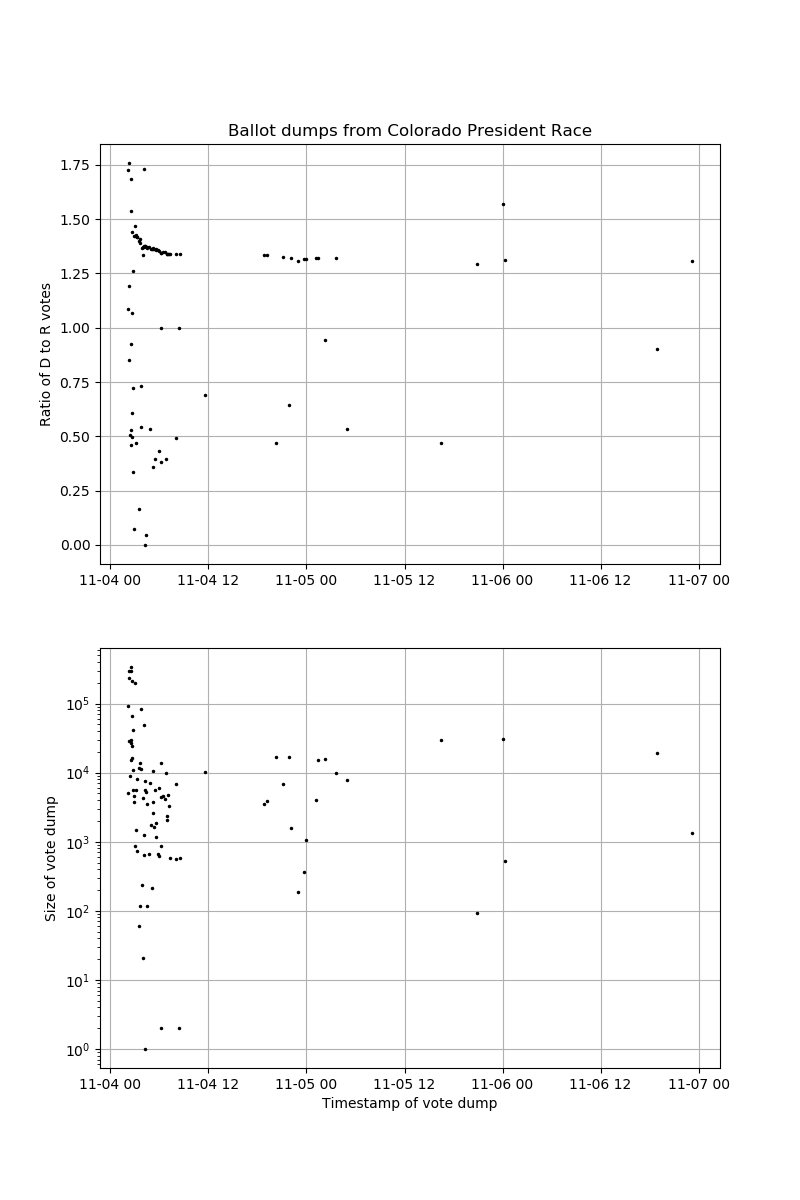 Ballot dumps from Colorado President Race
Ratio of D to R votes
1.75
1.50
1.25
1.00
0.75
0.50
0.25
0.00
11-04 00 11-04 12 11-05 00 11-05 12 11-06 00 11-06 12 11-07 00
Size of vote dump
10^5
10^4
10^3
10^2
10^1
10^0
11-04 00 11-04 12 11-05 00 11-05 12 11-06 00 11-06 12 11-07 00
Timestamp of vote dump